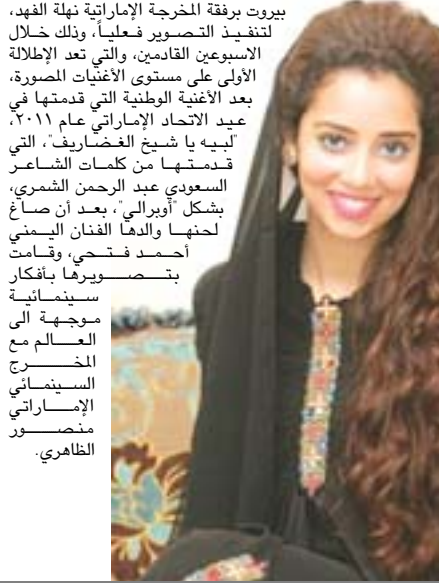 بيروت برفقة المخرجة الإماراتية نهلة الفهد،
لتنفيذ التصوير فعلياً، وذلك خلال
الاسبوعين القادمين، والتي تعد الإطلالة
الأولى على مستوى الأغنيات المصورة،
بعد الأغنية الوطنية التي قدمتها في
عيد الاتحاد الإماراتي عام ٢٠١١،
"لبيه يا شيخ الغضاريف"، التي
قدمتها من كلمات الشاعر
السعودي عبد الرحمن الشمري،
بشكل "أوبرالي"، بعد أن صاغ
لحنها والدها الفنان اليمني
أحمد فتحي، وقامت
بتصويرها بأفكار
سينمائية
موجهة الى
العالم مع
المخرج
السينمائي
الإماراتي
منصور
الظاهري.